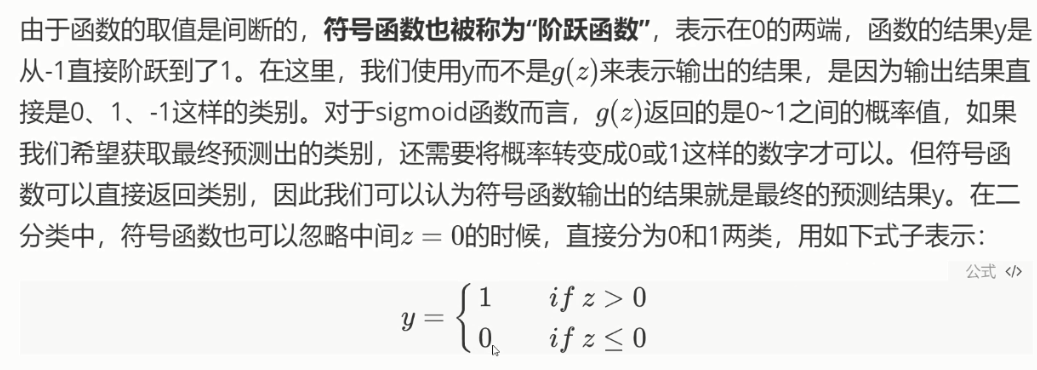 由于函数的取值是间断的，符号函数也被称为“阶跃函数”，表示在0的两端，函数的结果y是
从-1直接阶跃到了1。在这里，我们使用y而不是g(z)来表示输出的结果，是因为输出结果直
接是0、1、-1这样的类别。对于sigmoid函数而言，g(z)返回的是0~1之间的概率值，如果
我们希望获取最终预测出的类别，还需要将概率转变成0或1这样的数字才可以。但符号函
数可以直接返回类别，因此我们可以认为符号函数输出的结果就是最终的预测结果y。在二
分类中，符号函数也可以忽略中间z = 0的时候，直接分为0和1两类，用如下式子表示：
公式 </>
y = { 1 if z > 0
0 if z ≤ 0